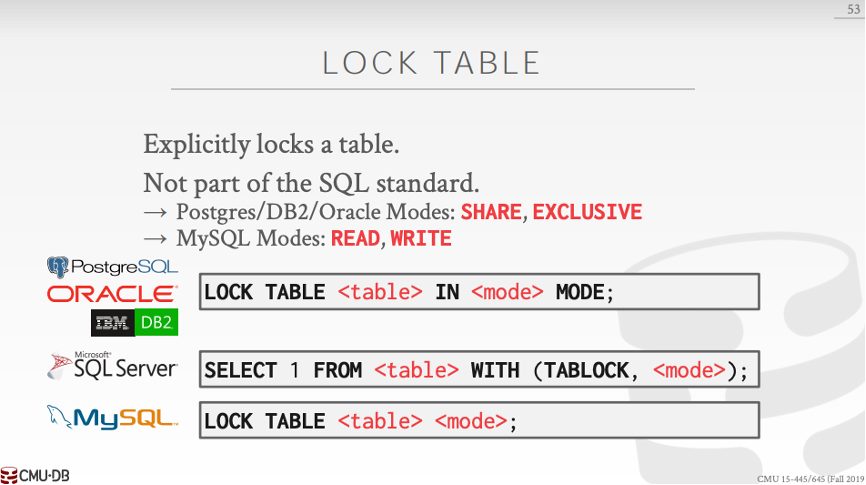 53
LOCK TABLE
Explicitly locks a table.
Not part of the SQL standard.
→ Postgres/DB2/Oracle Modes: SHARE, EXCLUSIVE
→ MySQL Modes: READ, WRITE
PostgreSQL
ORACLE
IBM DB2
LOCK TABLE <table> IN <mode> MODE;
Microsoft
SQL Server
SELECT 1 FROM <table> WITH (TABLOCK, <mode>);
MySQL
LOCK TABLE <table> <mode>;
CMU·DB
CMU 15-445/645 (Fall 2019